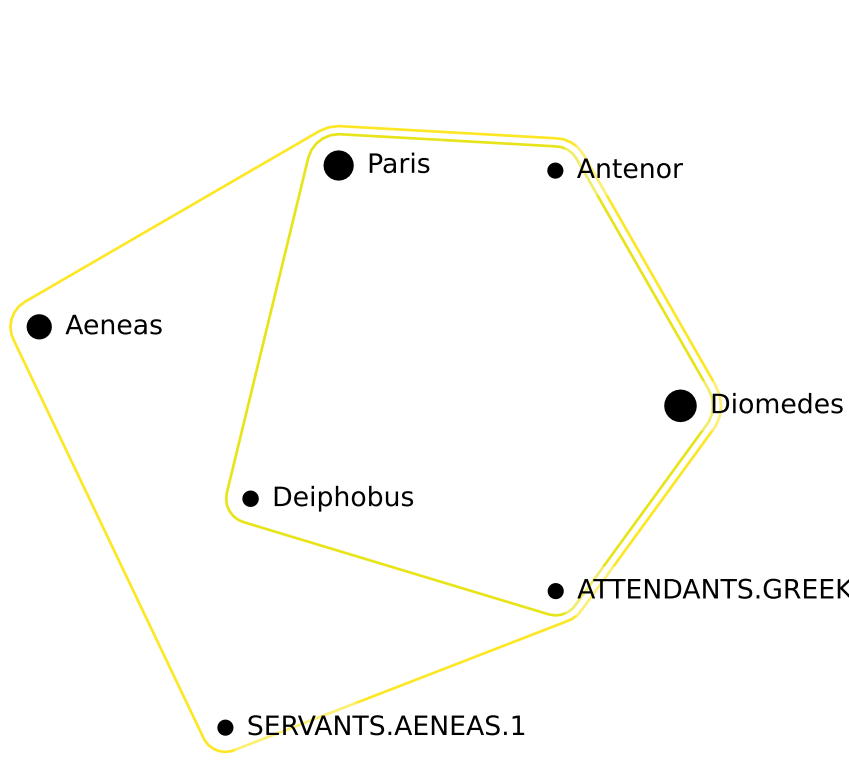 Paris
Antenor
Aeneas
Diomedes
Deiphobus
ATTENDANTS.GREEK
SERVANTS.AENEAS.1